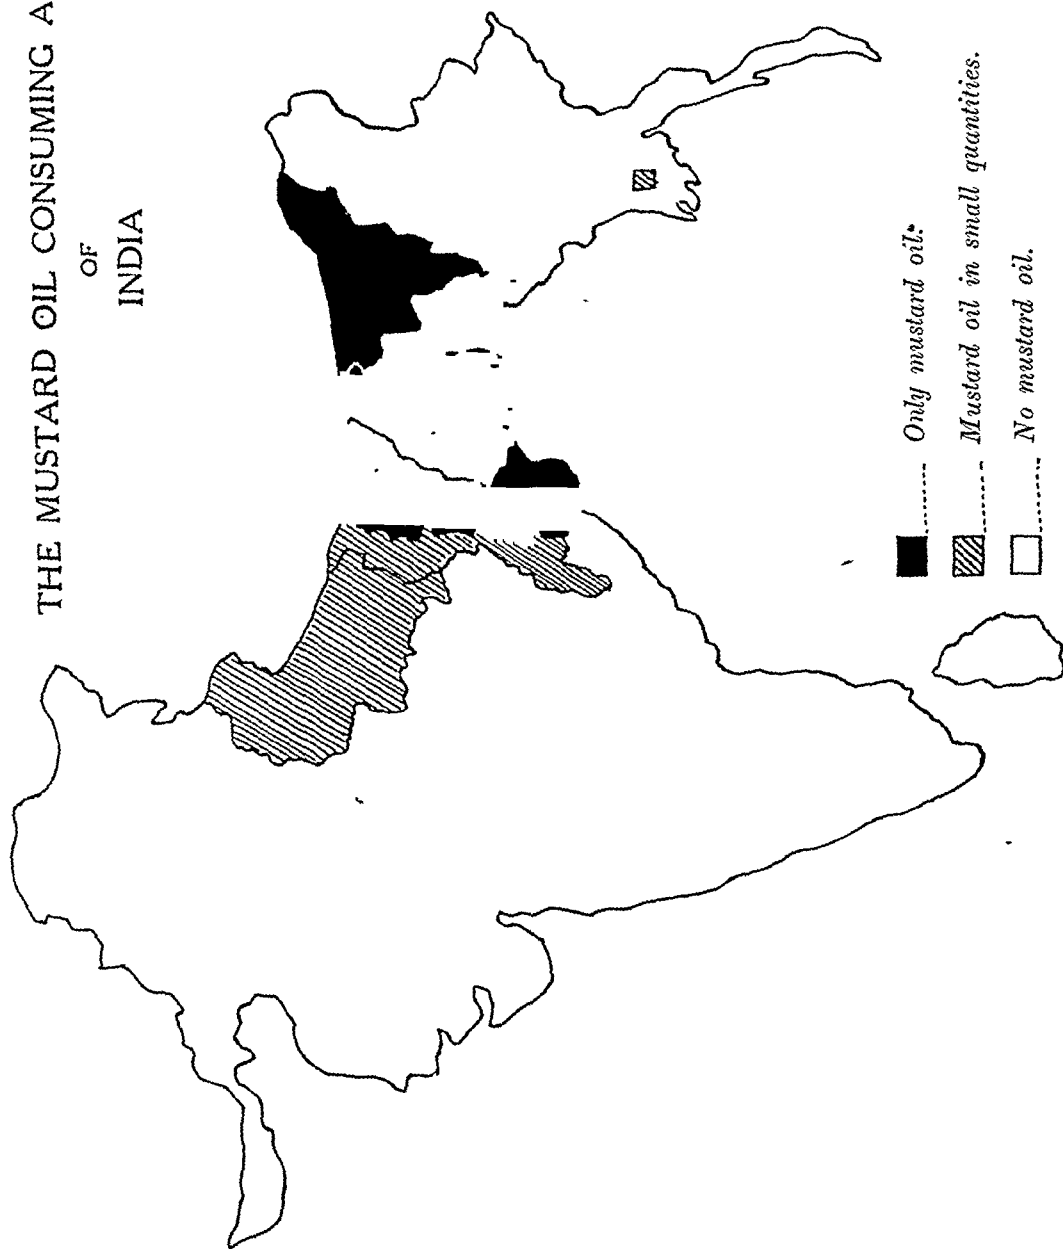 THE MUSTARD OIL CONSUMING A
OF
INDIA
Only mustard oil.
Mustard oil in small quantities.
No mustard oil.